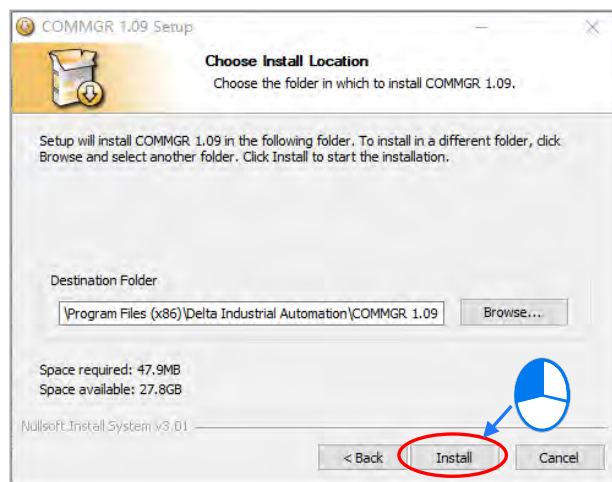 COMMGR 1.09 Setup
Choose Install Location
Choose the folder in which to install COMMGR 1.09.
Setup will install COMMGR 1.09 in the following folder. To install in a different folder, click
Browse and select another folder. Click Install to start the installation.
Destination Folder
\Program Files (x86)\Delta Industrial Automation\COMMGR 1.09
Browse...
Space required: 47.9MB
Space available: 27.8GB
Nullsoft Install System v3.01
< Back
Install
Cancel